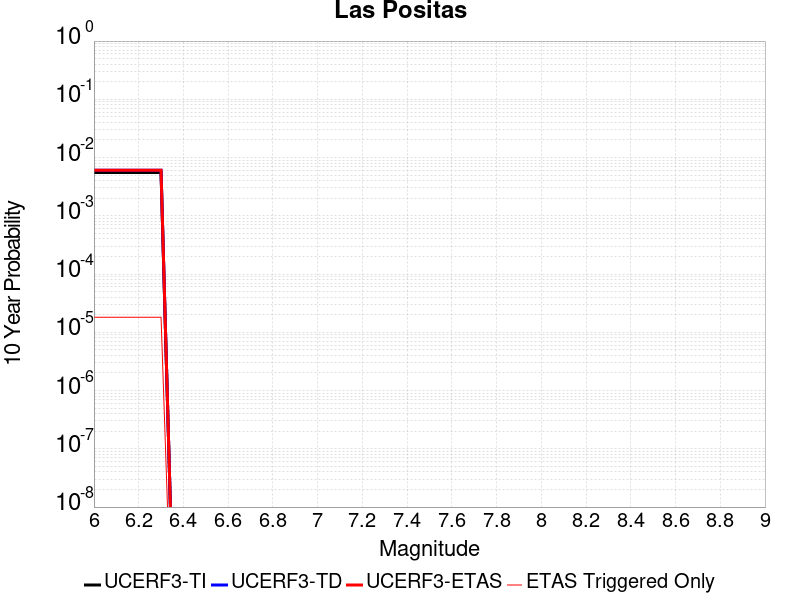 Las Positas
10 0
10 -1
10 -2
10 -3
10 -4
10 -5
10 -6
10 -7
10 -8
10 Year Probability
6 6.2 6.4 6.6 6.8 7 7.2 7.4 7.6 7.8 8 8.2 8.4 8.6 8.8 9
Magnitude
UCERF3-TI UCERF3-TD UCERF3-ETAS ETAS Triggered Only